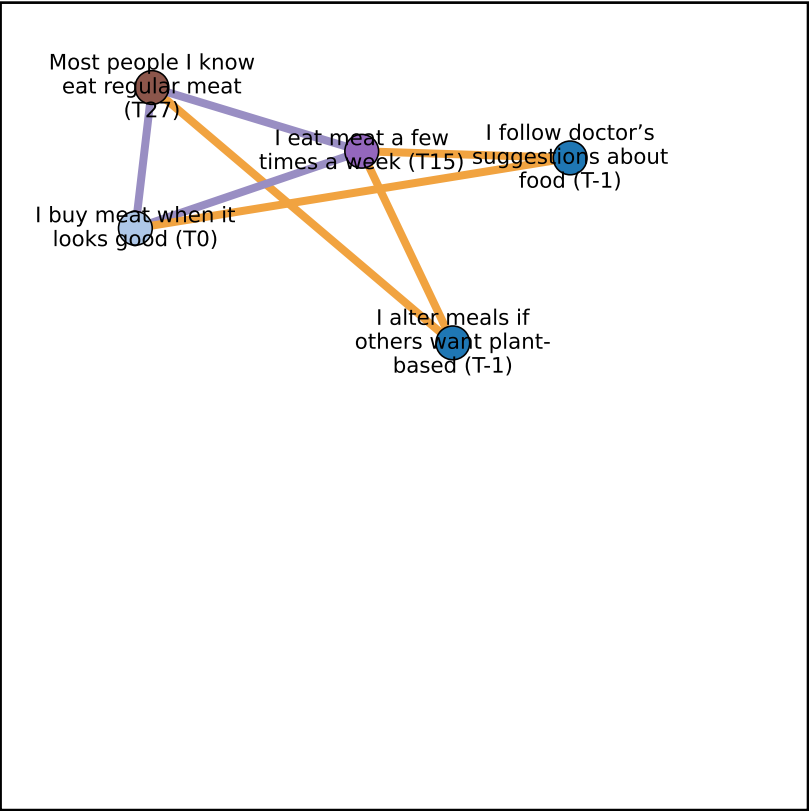 Most people I know
eat regular meat
(T27)
I eat meat a few
times a week (T15)
I follow doctor’s
suggestions about
food (T-1)
I buy meat when it
looks good (T0)
I alter meals if
others want plant-
based (T-1)